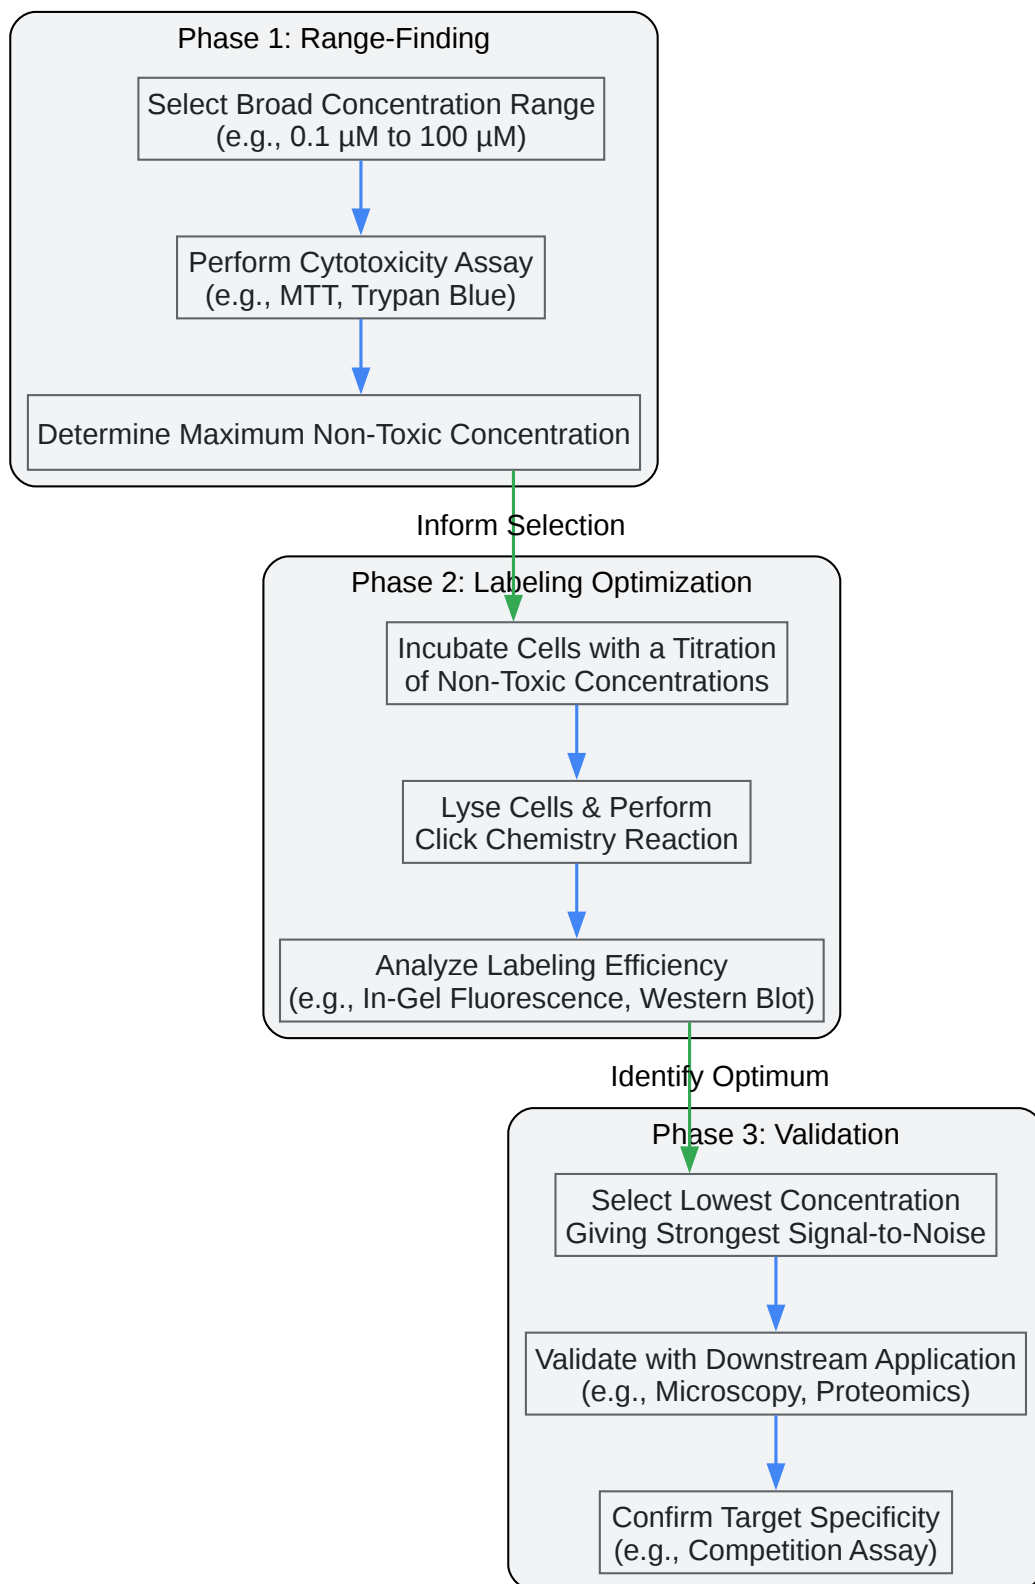 Phase 1: Range-Finding
Select Broad Concentration Range
(e.g., 0.1 µM to 100 µM)
Perform Cytotoxicity Assay
(e.g., MTT, Trypan Blue)
Determine Maximum Non-Toxic Concentration
Inform Selection
Phase 2: Labeling Optimization
Incubate Cells with a Titration
of Non-Toxic Concentrations
Lyse Cells & Perform
Click Chemistry Reaction
Analyze Labeling Efficiency
(e.g., In-Gel Fluorescence, Western Blot)
Identify Optimum
Phase 3: Validation
Select Lowest Concentration
Giving Strongest Signal-to-Noise
Validate with Downstream Application
(e.g., Microscopy, Proteomics)
Confirm Target Specificity
(e.g., Competition Assay)